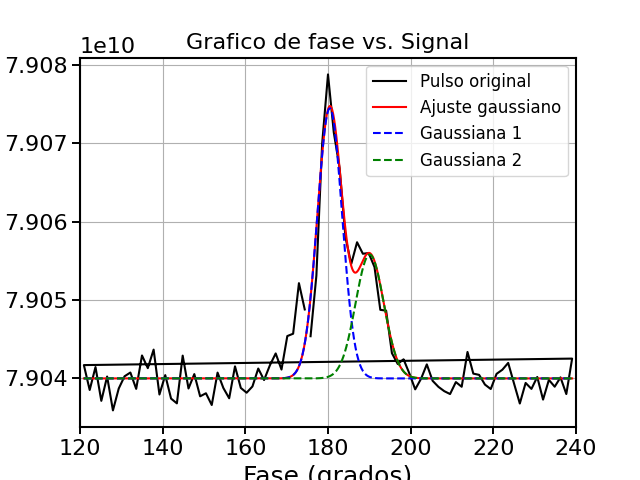 Grafico de fase vs. Signal
1e10
7.908
7.907
7.906
7.905
7.904
Pulso original
Ajuste gaussiano
Gaussiana 1
Gaussiana 2
120 140 160 180 200 220 240
Fase (grados)